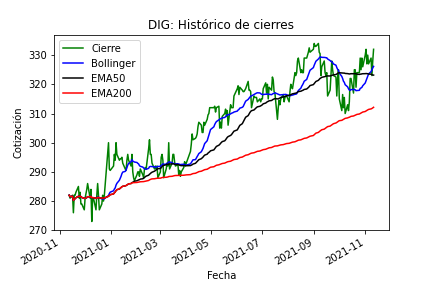 DIG: Histórico de cierres
Cierre
Bollinger
EMA50
EMA200
Cotización
330
320
310
300
290
280
270
2020-11
2021-01
2021-03
2021-05
2021-07
2021-09
2021-11
Fecha